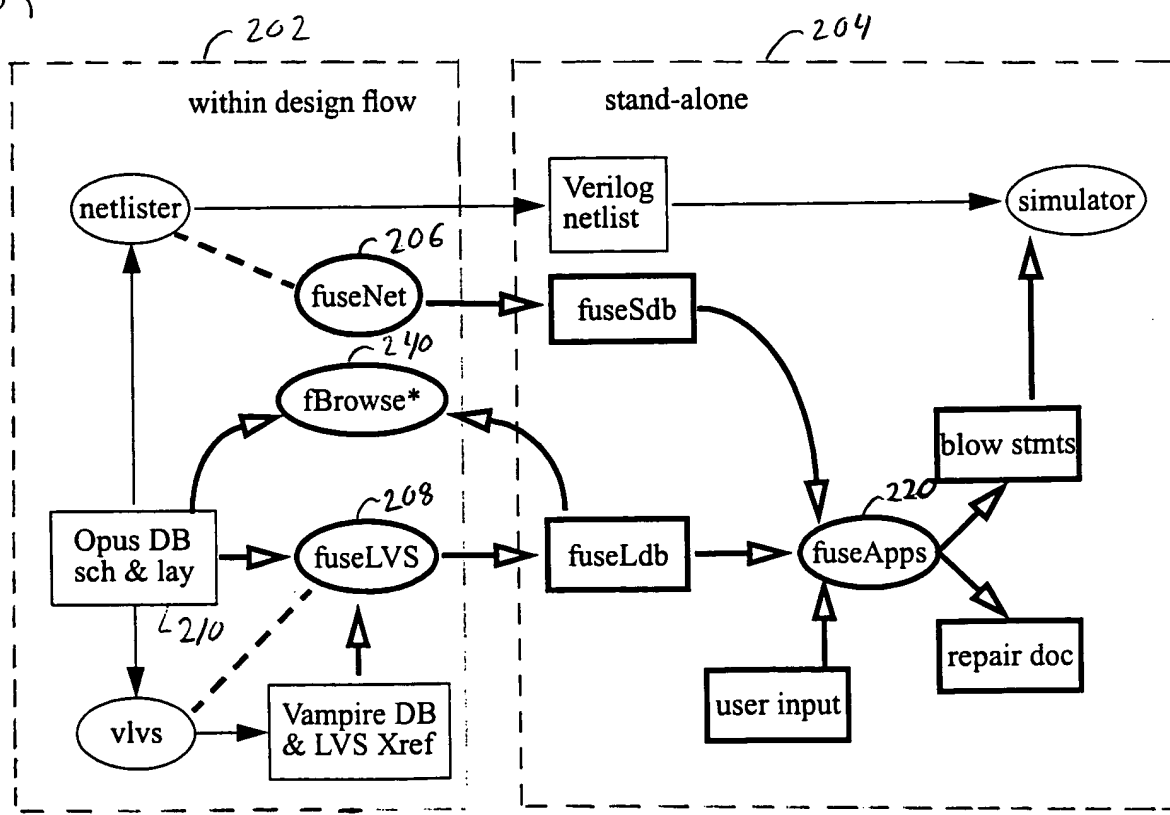 202
204
within design flow
stand-alone
netlister
Verilog
netlist
simulator
206
fuseNet
fuseSdb
240
fBrowse*
blow stmts
208
220
Opus DB
sch & lay
fuseLVS
fuseLdb
fuseApps
210
repair doc
user input
vlvs
Vampire DB
& LVS Xref